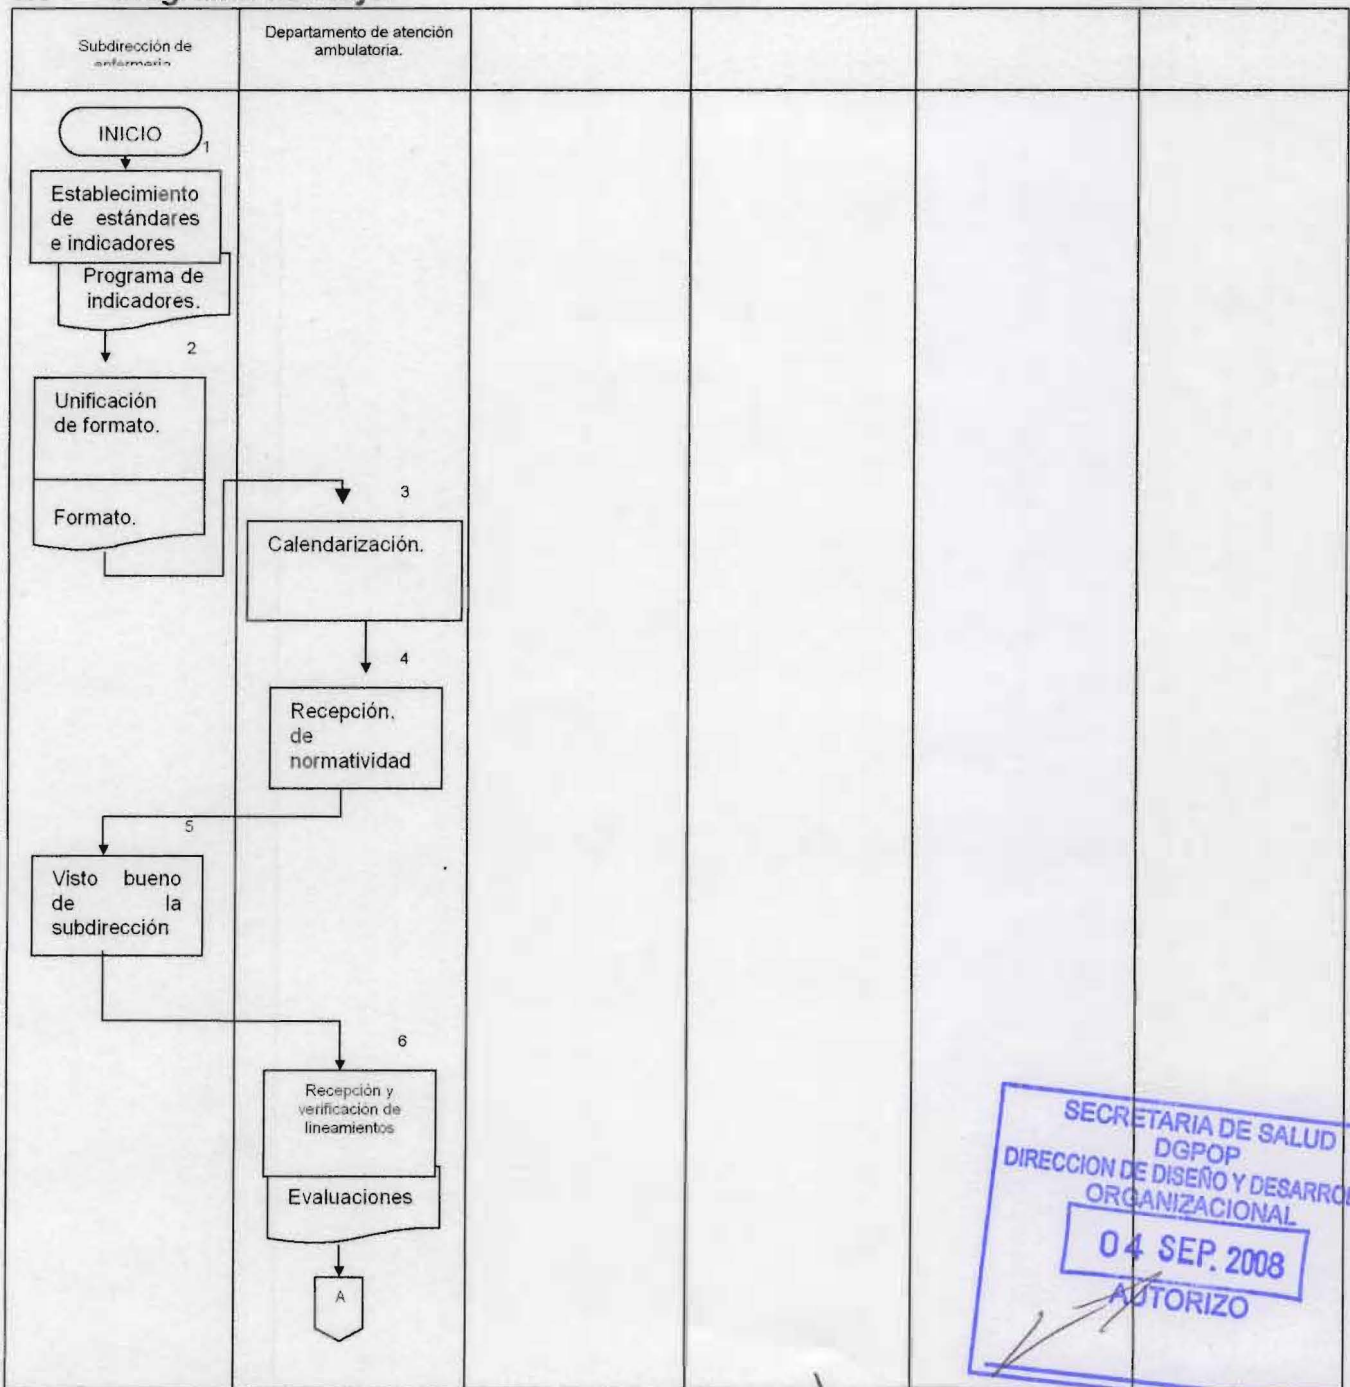 Subdirección de
enfermeria
Departamento de atención
ambulatoria.
INICIO
1
Establecimiento
de estándares
e indicadores
Programa de
indicadores.
2
Unificación
de formato.
Formato.
3
Calendarización.
4
Recepción.
de
normatividad
5
Visto bueno
de la
subdirección
6
Recepción y
verificación de
lineamientos
Evaluaciones
A
SECRETARIA DE SALUD
DGPOP
DIRECCION DE DISEÑO Y DESARROL
ORGANIZACIONAL
04 SEP. 2008
AUTORIZO